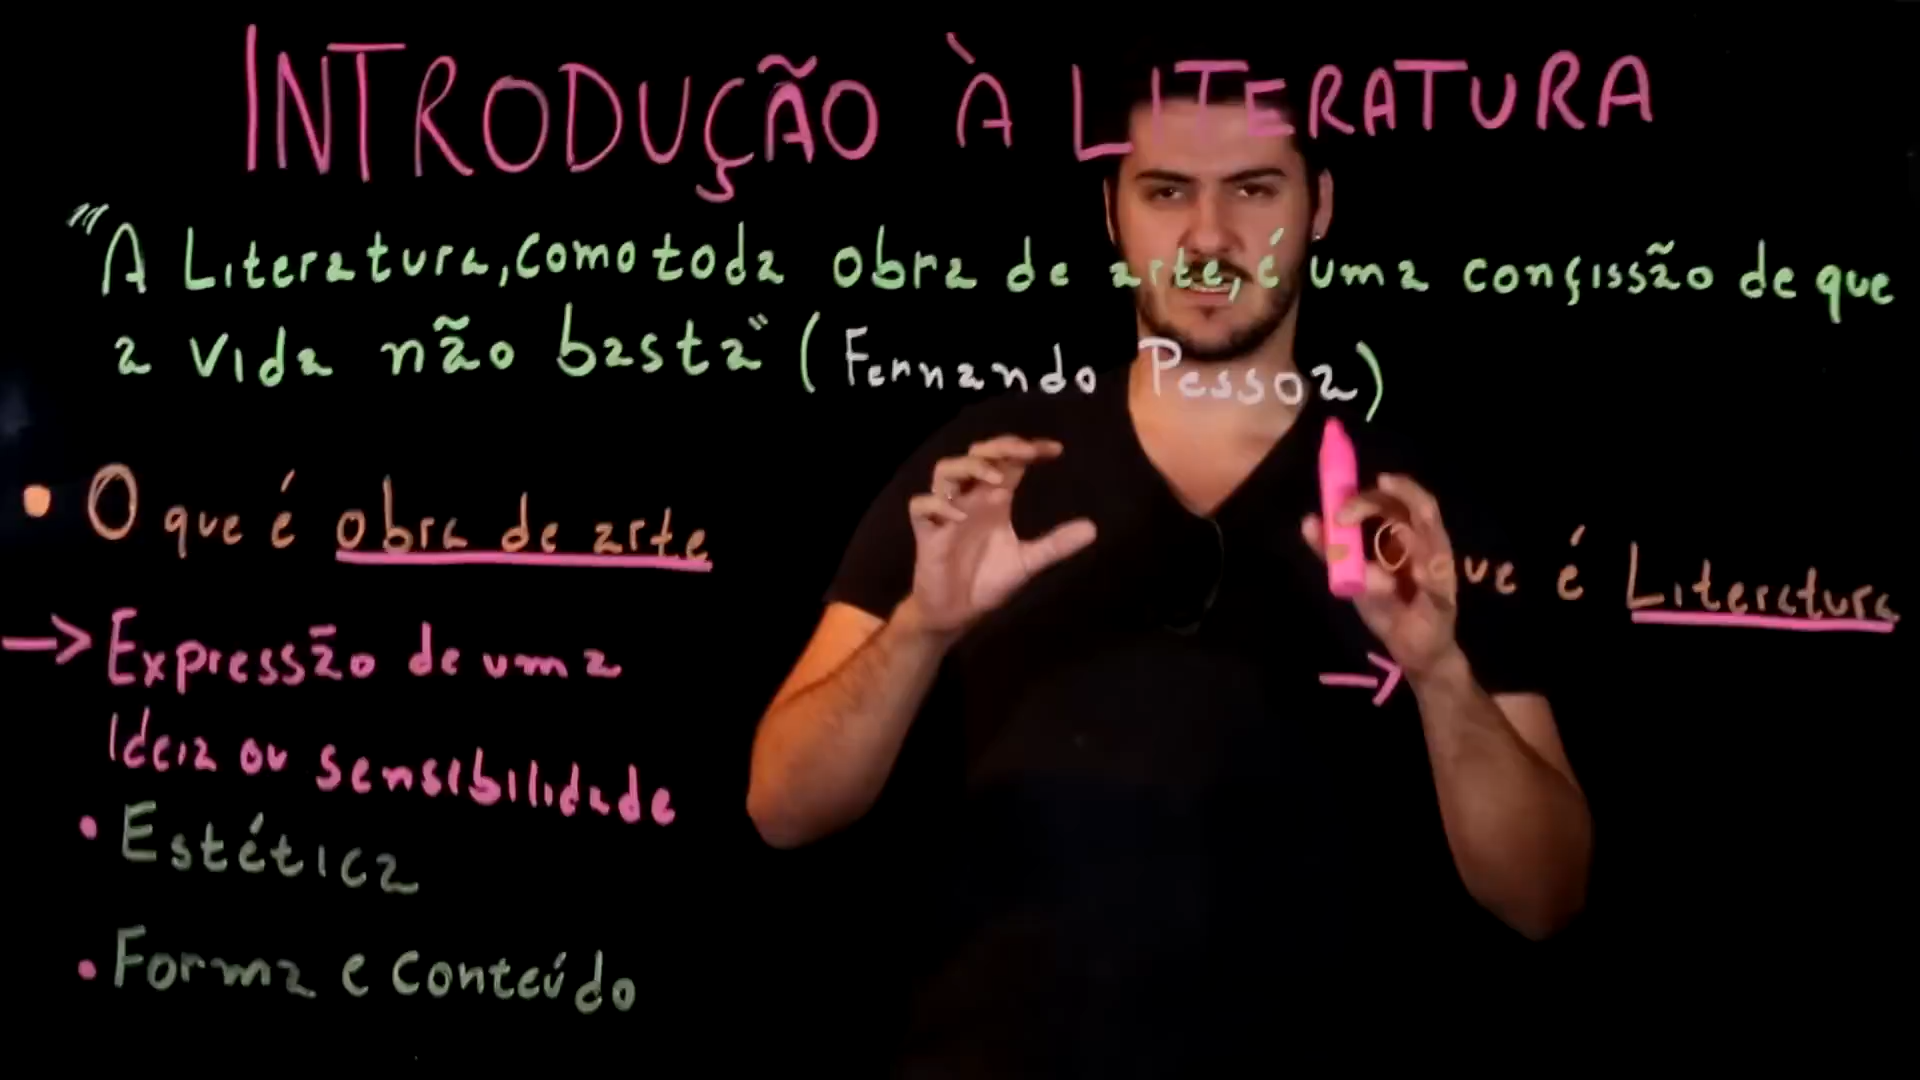 INTRODUÇÃO À LITERATURA
"A Literatura, como toda obra de arte, é uma confissão de que
a vida não basta" (Fernando Pessoa)
• O que é obra de arte
→ Expressão de uma
Ideia ou sensibilidade
• Estética
• Forma e Conteúdo
O que é Literatura
→